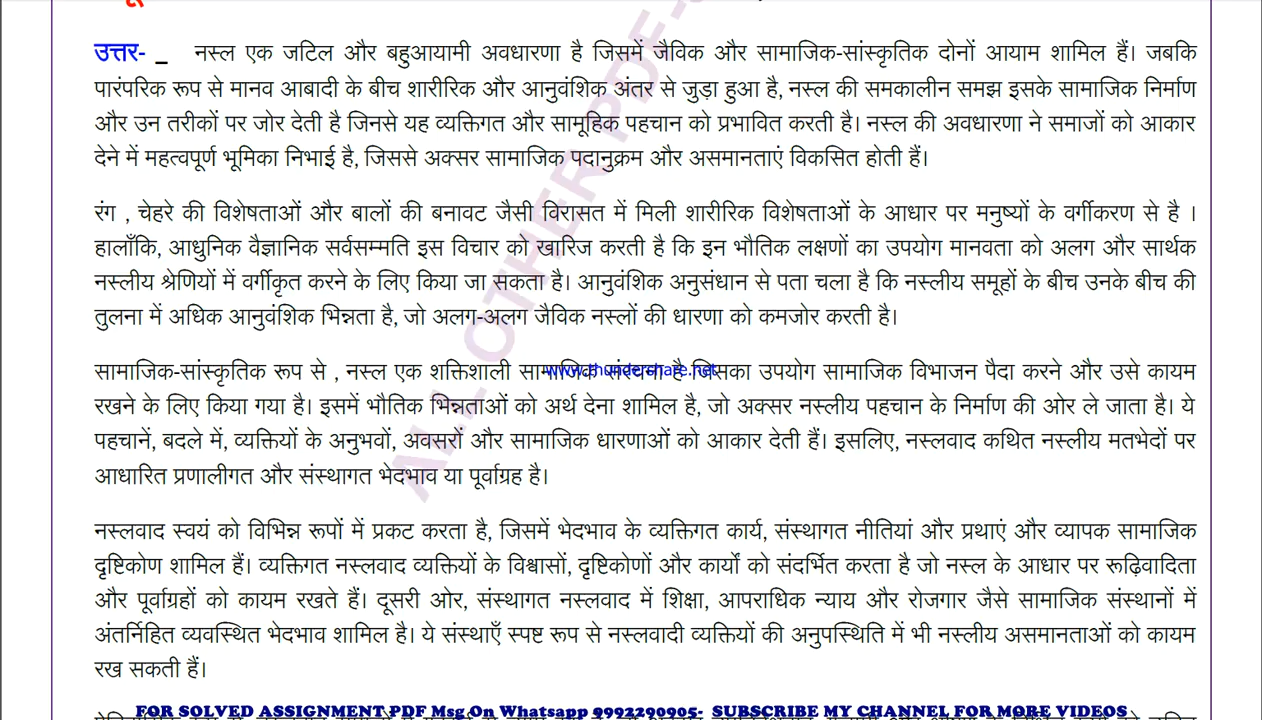 उत्तर- _ नस्ल एक जटिल और बहुआयामी अवधारणा है जिसमें जैविक और सामाजिक-सांस्कृतिक दोनों आयाम शामिल हैं। जबकि
पारंपरिक रूप से मानव आबादी के बीच शारीरिक और आनुवंशिक अंतर से जुड़ा हुआ है, नस्ल की समकालीन समझ इसके सामाजिक निर्माण
और उन तरीकों पर जोर देती है जिनसे यह व्यक्तिगत और सामूहिक पहचान को प्रभावित करती है। नस्ल की अवधारणा ने समाजों को आकार
देने में महत्वपूर्ण भूमिका निभाई है, जिससे अक्सर सामाजिक पदानुक्रम और असमानताएं विकसित होती हैं।
रंग , चेहरे की विशेषताओं और बालों की बनावट जैसी विरासत में मिली शारीरिक विशेषताओं के आधार पर मनुष्यों के वर्गीकरण से है ।
हालाँकि, आधुनिक वैज्ञानिक सर्वसम्मति इस विचार को खारिज करती है कि इन भौतिक लक्षणों का उपयोग मानवता को अलग और सार्थक
नस्लीय श्रेणियों में वर्गीकृत करने के लिए किया जा सकता है। आनुवंशिक अनुसंधान से पता चला है कि नस्लीय समूहों के बीच उनके बीच की
तुलना में अधिक आनुवंशिक भिन्नता है, जो अलग-अलग जैविक नस्लों की धारणा को कमजोर करती है।
सामाजिक-सांस्कृतिक रूप से , नस्ल एक शक्तिशाली सामाजिक संरचना है जिसका उपयोग सामाजिक विभाजन पैदा करने और उसे कायम
www.thundershare.net
रखने के लिए किया गया है। इसमें भौतिक भिन्नताओं को अर्थ देना शामिल है, जो अक्सर नस्लीय पहचान के निर्माण की ओर ले जाता है। ये
पहचानें, बदले में, व्यक्तियों के अनुभवों, अवसरों और सामाजिक धारणाओं को आकार देती हैं। इसलिए, नस्लवाद कथित नस्लीय मतभेदों पर
आधारित प्रणालीगत और संस्थागत भेदभाव या पूर्वाग्रह है।
नस्लवाद स्वयं को विभिन्न रूपों में प्रकट करता है, जिसमें भेदभाव के व्यक्तिगत कार्य, संस्थागत नीतियां और प्रथाएं और व्यापक सामाजिक
दृष्टिकोण शामिल हैं। व्यक्तिगत नस्लवाद व्यक्तियों के विश्वासों, दृष्टिकोणों और कार्यों को संदर्भित करता है जो नस्ल के आधार पर रूढ़िवादिता
और पूर्वाग्रहों को कायम रखते हैं। दूसरी ओर, संस्थागत नस्लवाद में शिक्षा, आपराधिक न्याय और रोजगार जैसे सामाजिक संस्थानों में
अंतर्निहित व्यवस्थित भेदभाव शामिल है। ये संस्थाएँ स्पष्ट रूप से नस्लवादी व्यक्तियों की अनुपस्थिति में भी नस्लीय असमानताओं को कायम
रख सकती हैं।
FOR SOLVED ASSIGNMENT PDF Msg On Whatsapp 9992290905- SUBSCRIBE MY CHANNEL FOR MORE VIDEOS
ALL OTHER PDF-